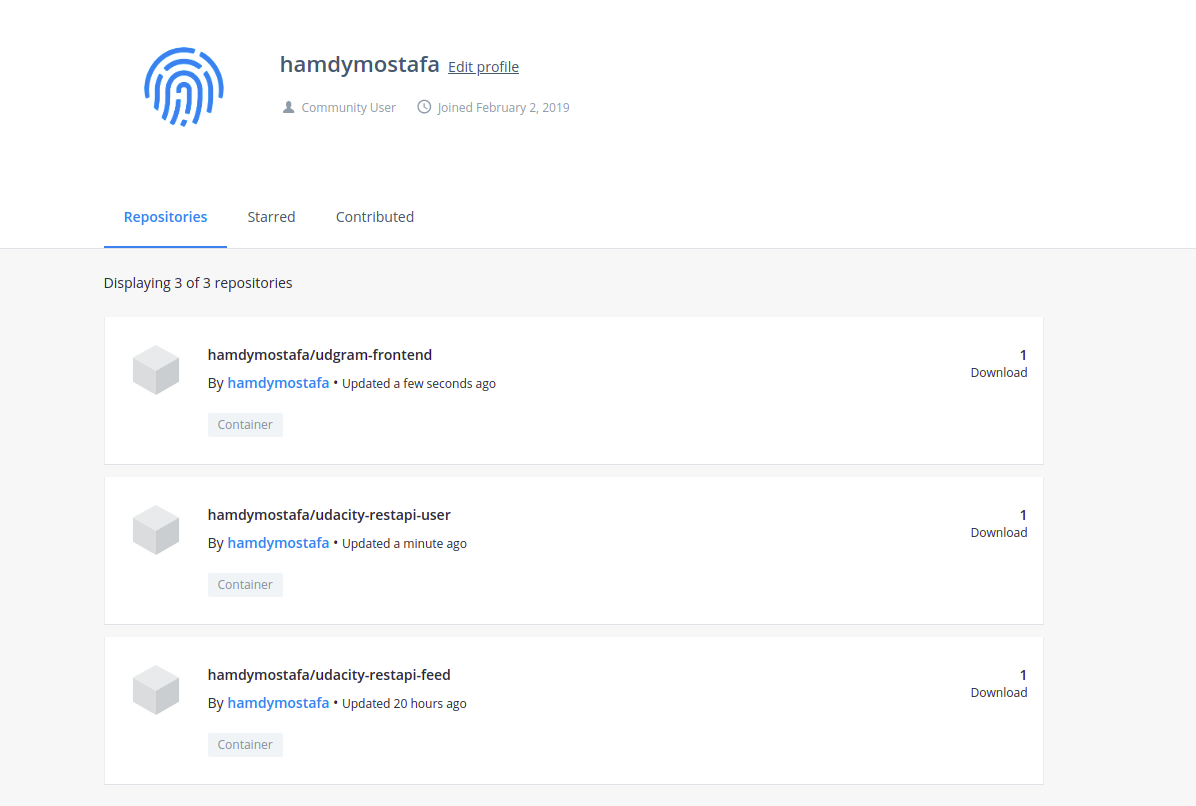 hamdymostafa Edit profile
Community User Joined February 2, 2019
Repositories Starred Contributed
Displaying 3 of 3 repositories
hamdymostafa/udgram-frontend 1
Download
By hamdymostafa • Updated a few seconds ago
Container
hamdymostafa/udacity-restapi-user 1
Download
By hamdymostafa • Updated a minute ago
Container
hamdymostafa/udacity-restapi-feed 1
Download
By hamdymostafa • Updated 20 hours ago
Container